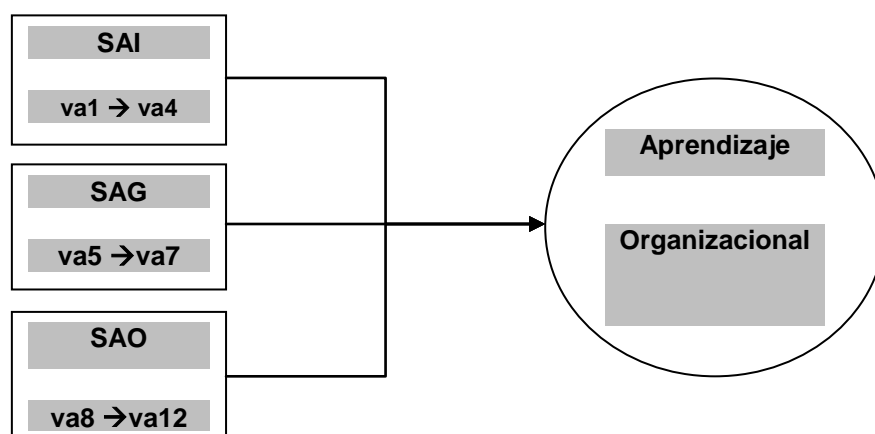 SAI
va1 → va4
SAG
va5 →va7
SAO
va8 →va12
Aprendizaje
Organizacional